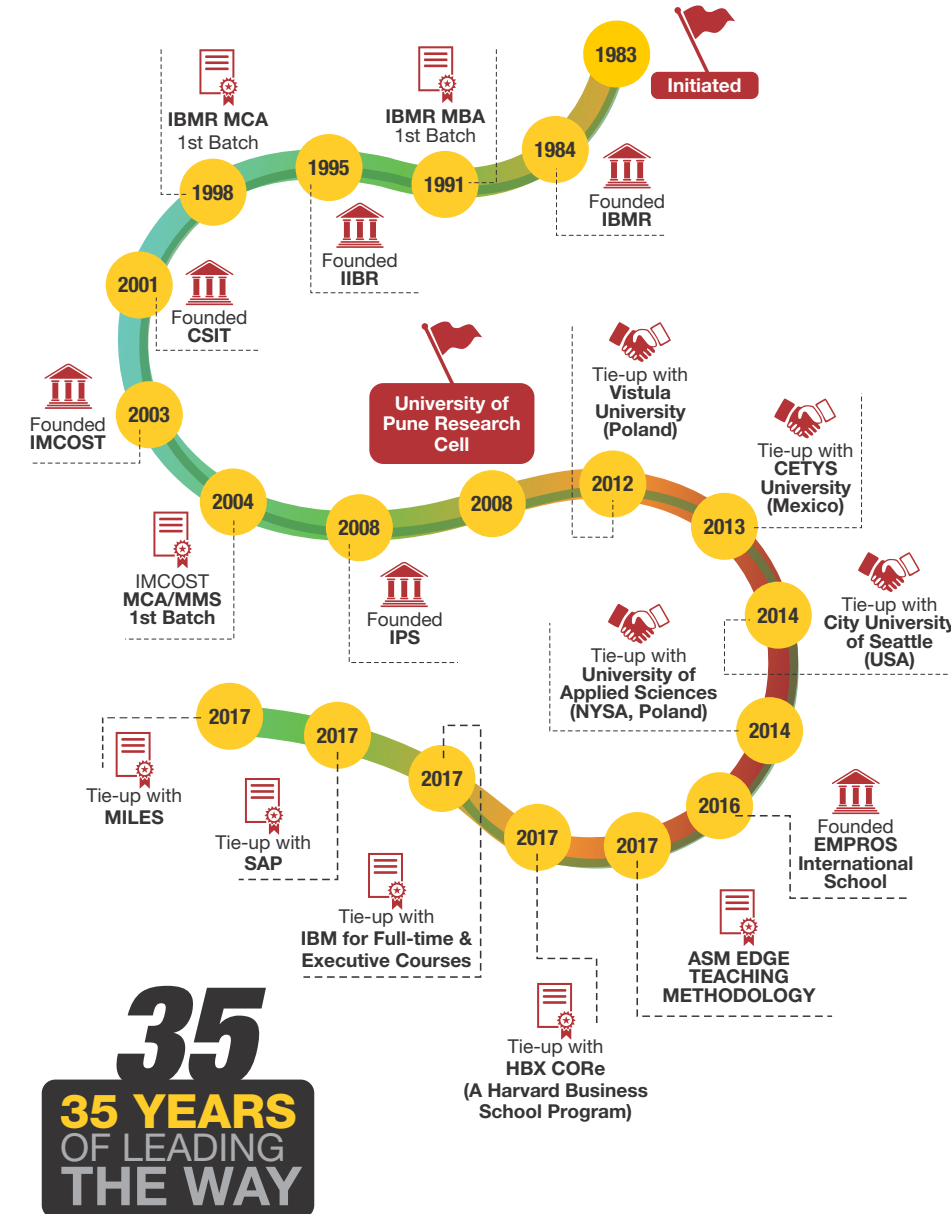 1983
Initiated
1984
Founded
IBMR
IBMR MBA
1st Batch
1991
1995
Founded
IIBR
IBMR MCA
1st Batch
1998
2001
Founded
CSIT
2003
Founded
IMCOST
2004
IMCOST
MCA/MMS
1st Batch
2008
Founded
IPS
University of
Pune Research
Cell
2008
Tie-up with
Vistula
University
(Poland)
2012
Tie-up with
CETYS
University
(Mexico)
2013
2014
Tie-up with
City University
of Seattle
(USA)
Tie-up with
University of
Applied Sciences
(NYSA, Poland)
2014
2016
Founded
EMPROS
International
School
2017
ASM EDGE
TEACHING
METHODOLOGY
2017
Tie-up with
HBX CORe
(A Harvard Business
School Program)
2017
Tie-up with
IBM for Full-time &
Executive Courses
2017
Tie-up with
SAP
2017
Tie-up with
MILES
35
35 YEARS
OF LEADING
THE WAY